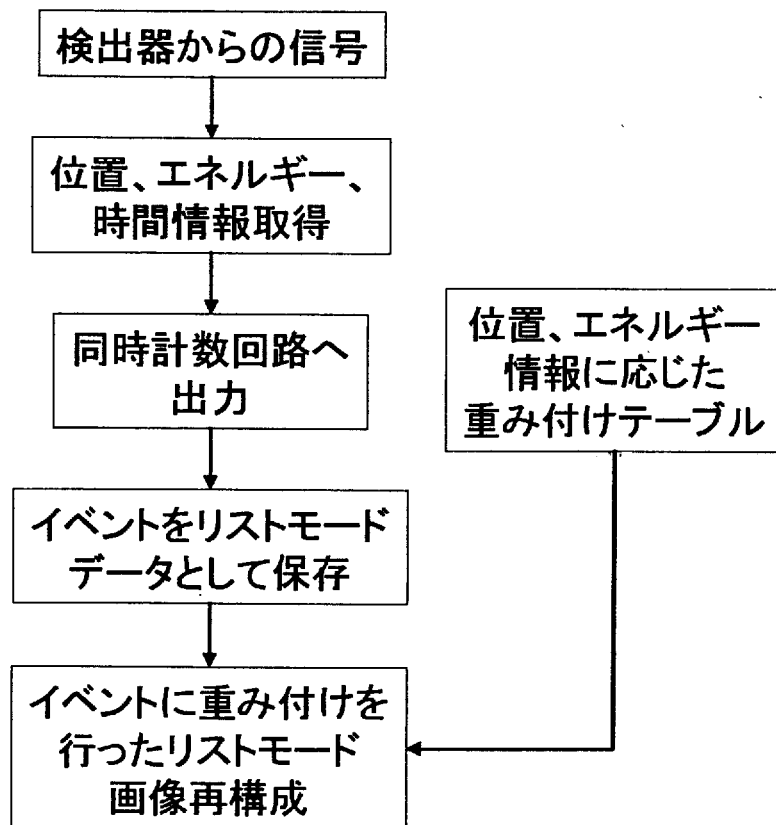 検出器からの信号
位置、エネルギー、
時間情報取得
同時計数回路へ
出力
位置、エネルギー
情報に応じた
重み付けテーブル
イベントをリストモード
データとして保存
イベントに重み付けを
行ったリストモード
画像再構成